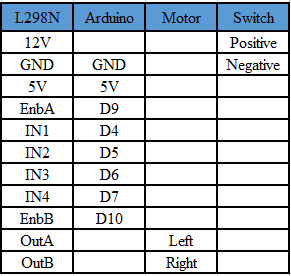 L298N Arduino Motor Switch
12V Positive
GND GND Negative
5V 5V
EnbA D9
IN1 D4
IN2 D5
IN3 D6
IN4 D7
EnbB D10
OutA Left
OutB Right